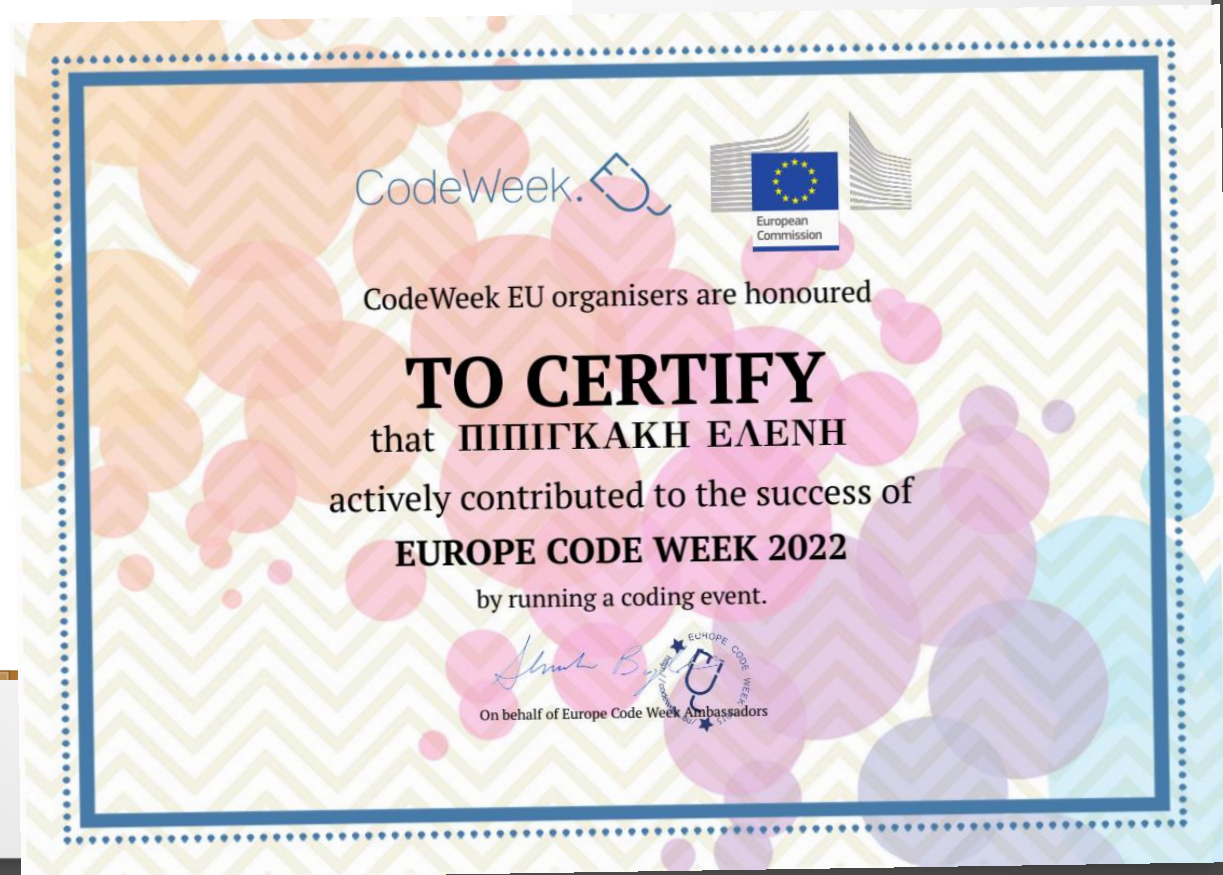 CodeWeek.EU
European
Commission
CodeWeek EU organisers are honoured
TO CERTIFY
that ΠΙΠΙΓΚΑΚΗ ΕΛΕΝΗ
actively contributed to the success of
EUROPE CODE WEEK 2022
by running a coding event.
EUROPE CODE WEEK
On behalf of Europe Code Week Ambassadors